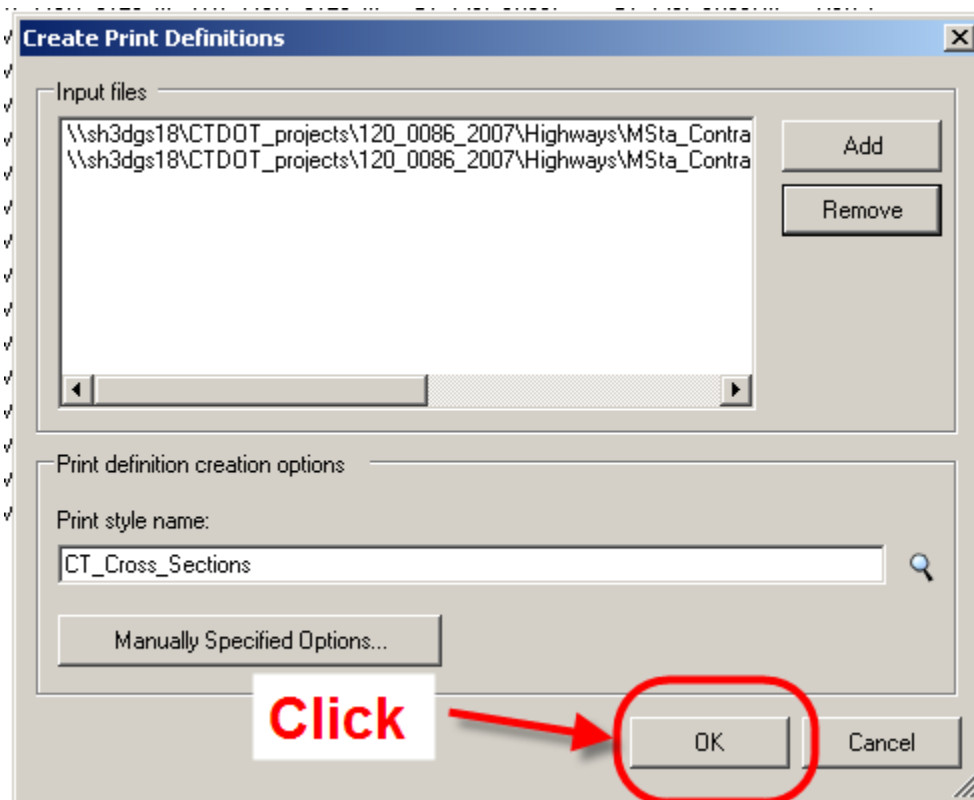 Create Print Definitions
Input files
\\sh3dgs18\CTDOT_projects\120_0086_2007\Highways\MSta_Contra
\\sh3dgs18\CTDOT_projects\120_0086_2007\Highways\MSta_Contra
Add
Remove
Print definition creation options
Print style name:
CT_Cross_Sections
Manually Specified Options...
Click
OK
Cancel